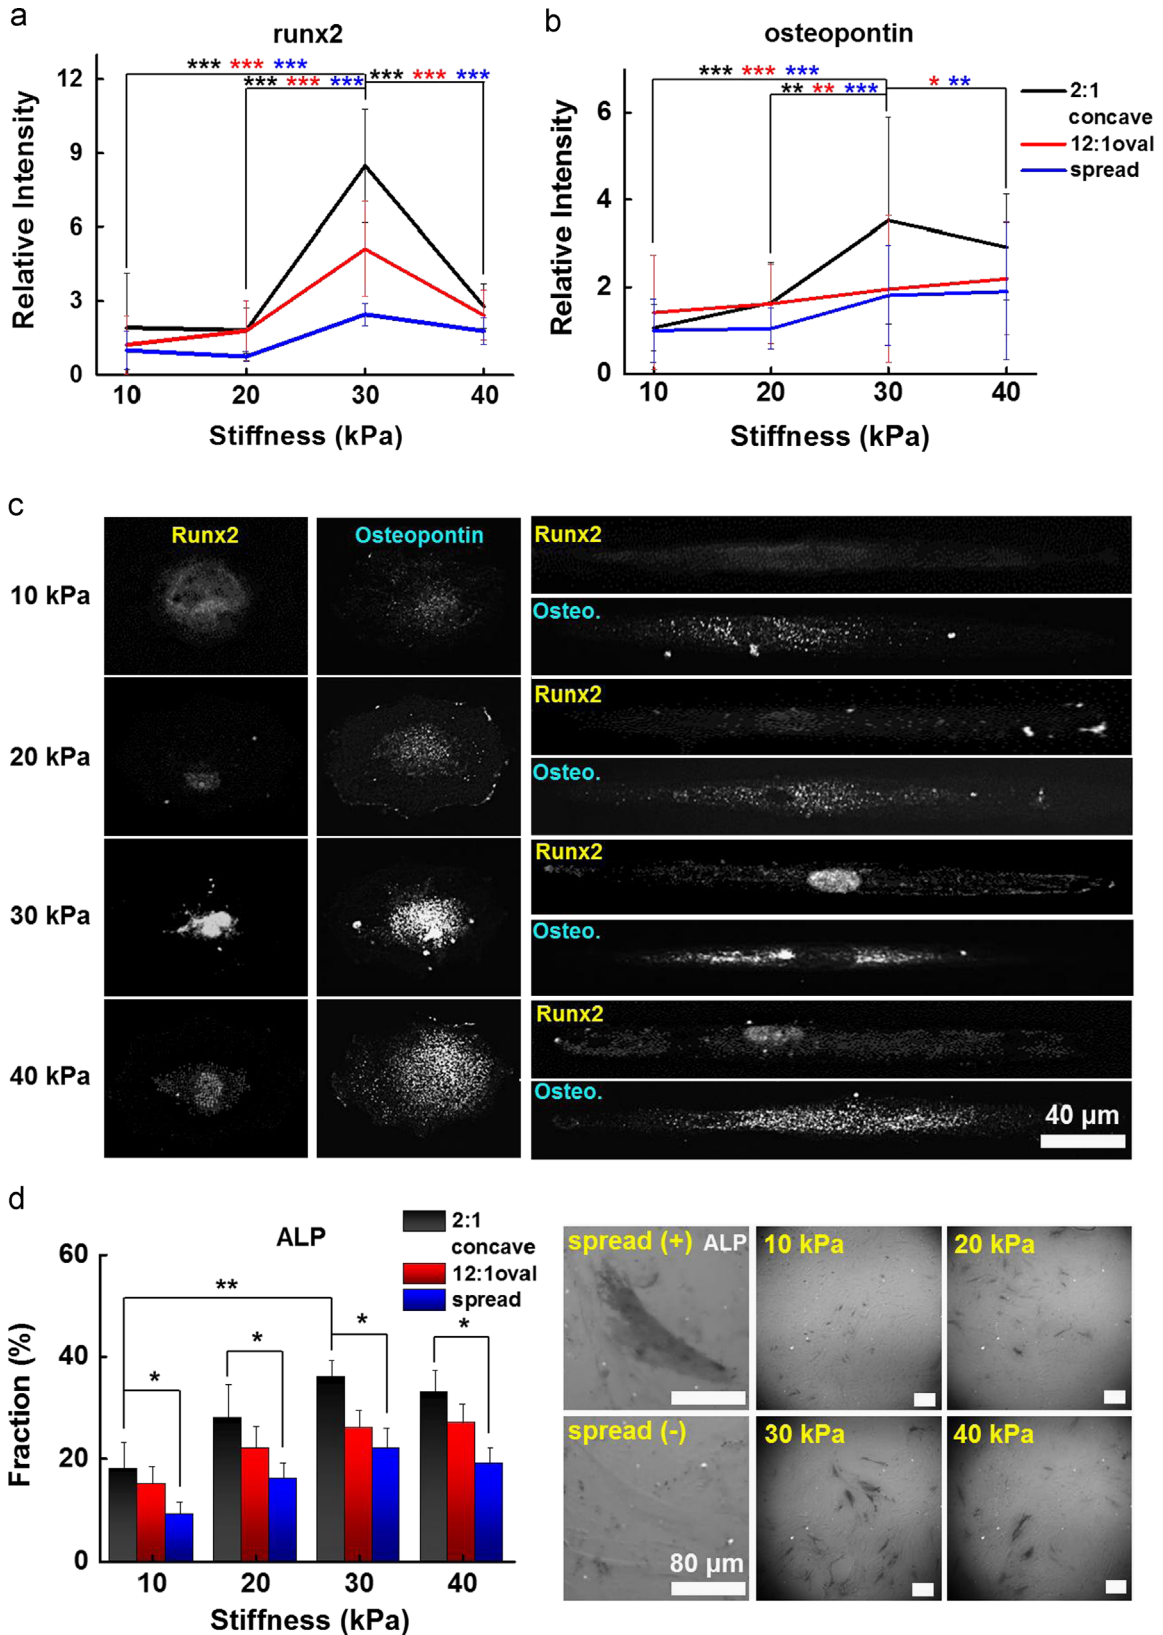 a
runx2
*** *** ***
*** *** ***
*** *** ***
12
9
6
3
0
Relative Intensity
10 20 30 40
Stiffness (kPa)
b
osteopontin
*** *** ***
** ** ***
* **
6
4
2
0
Relative Intensity
10 20 30 40
Stiffness (kPa)
2:1
concave
12:1oval
spread
c
Runx2
Osteopontin
Runx2
10 kPa
Osteo.
Runx2
20 kPa
Osteo.
Runx2
30 kPa
Osteo.
Runx2
40 kPa
Osteo.
40 µm
d
ALP
2:1
concave
12:1oval
spread
**
*
*
*
*
60
40
20
0
Fraction (%)
10 20 30 40
Stiffness (kPa)
spread (+) ALP
10 kPa
20 kPa
spread (-)
80 µm
30 kPa
40 kPa